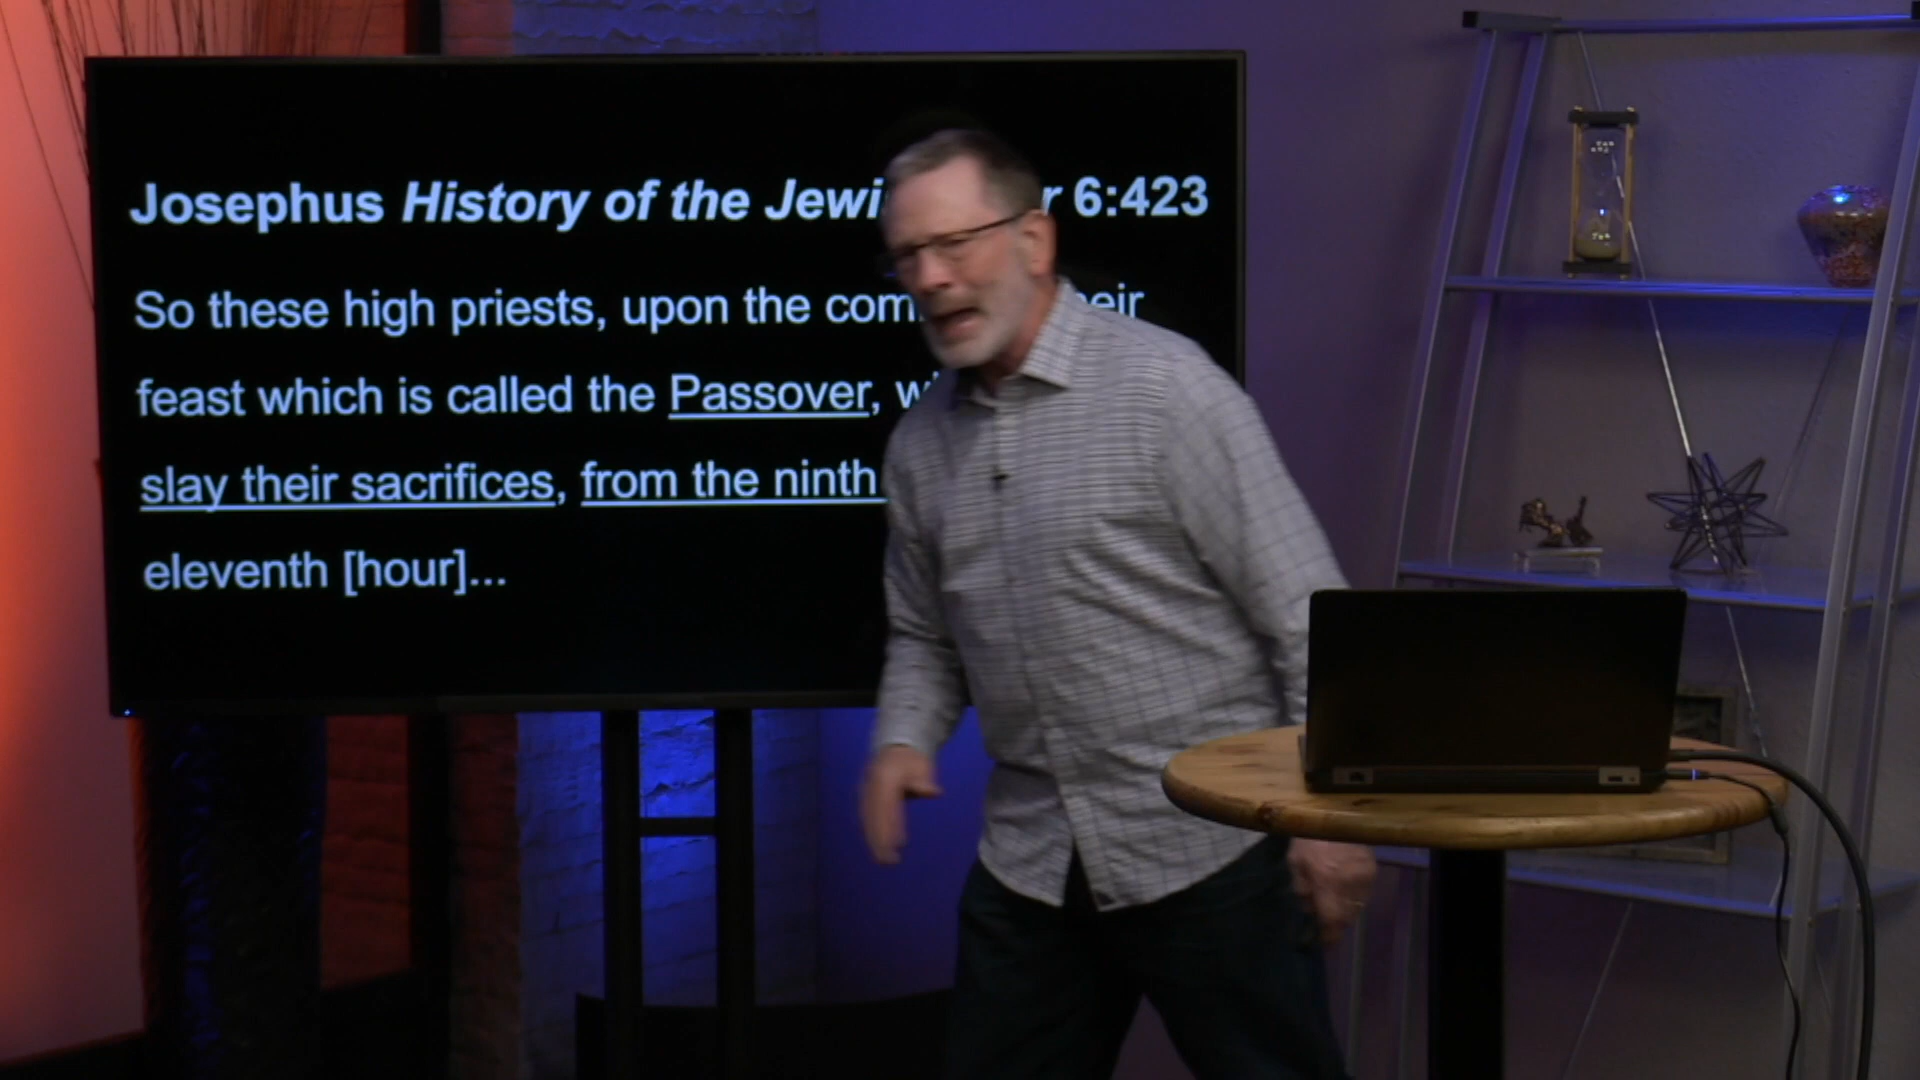 Josephus History of the Jewi 6:423
So these high priests, upon the com eir
feast which is called the Passover,
slay their sacrifices, from the ninth
eleventh [hour]...